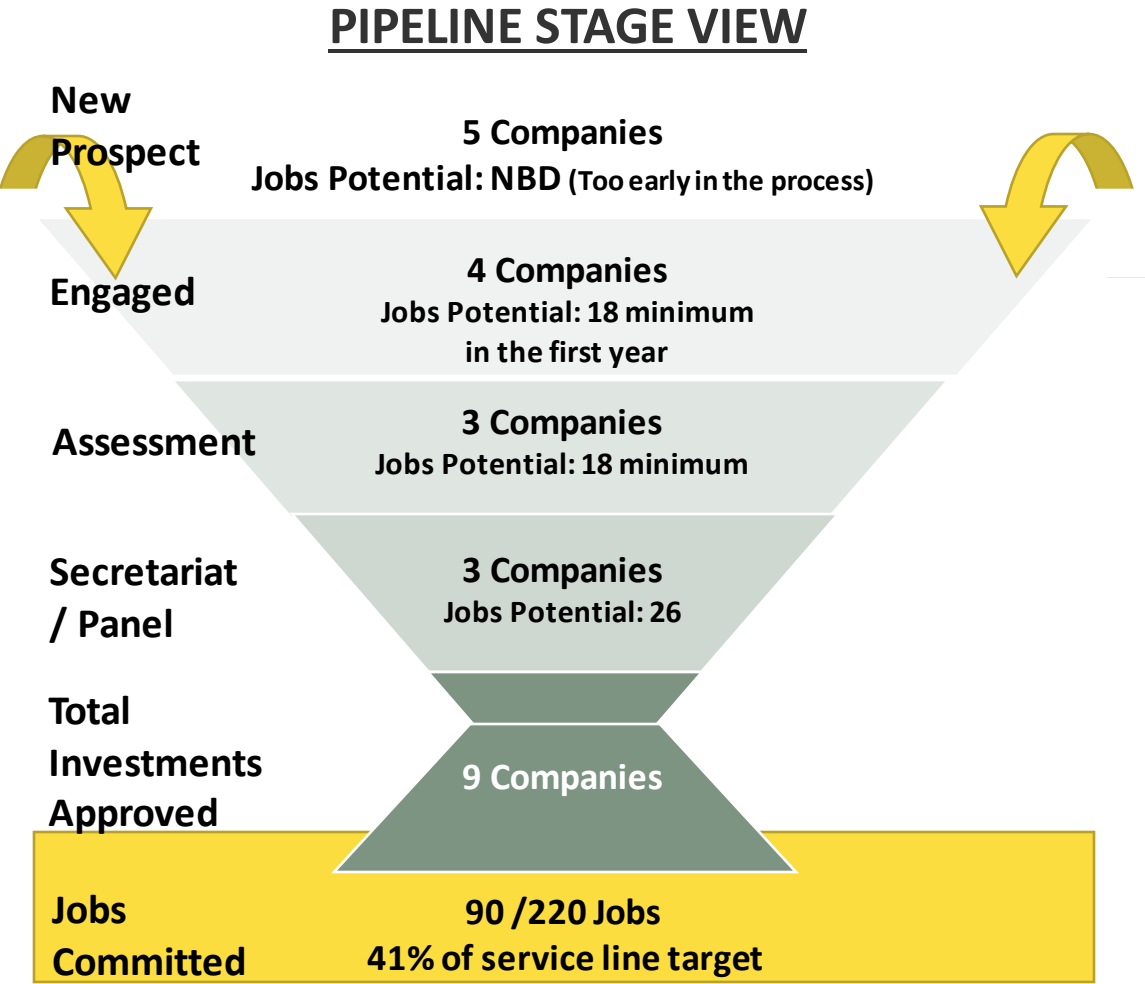 PIPELINE STAGE VIEW
New
Prospect
5 Companies
Jobs Potential: NBD (Too early in the process)
Engaged
4 Companies
Jobs Potential: 18 minimum
in the first year
Assessment
3 Companies
Jobs Potential: 18 minimum
Secretariat
/ Panel
3 Companies
Jobs Potential: 26
Total
Investments
Approved
9 Companies
Jobs
Committed
90 /220 Jobs
41% of service line target